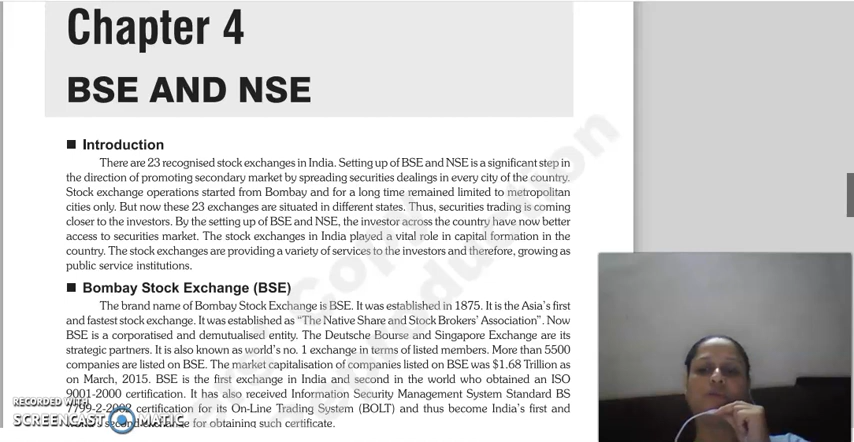 Chapter 4
BSE AND NSE
■ Introduction
There are 23 recognised stock exchanges in India. Setting up of BSE and NSE is a significant step in
the direction of promoting secondary market by spreading securities dealings in every city of the country.
Stock exchange operations started from Bombay and for a long time remained limited to metropolitan
cities only. But now these 23 exchanges are situated in different states. Thus, securities trading is coming
closer to the investors. By the setting up of BSE and NSE, the investor across the country have now better
access to securities market. The stock exchanges in India played a vital role in capital formation in the
country. The stock exchanges are providing a variety of services to the investors and therefore, growing as
public service institutions.
■ Bombay Stock Exchange (BSE)
The brand name of Bombay Stock Exchange is BSE. It was established in 1875. It is the Asia's first
and fastest stock exchange. It was established as "The Native Share and Stock Brokers' Association". Now
BSE is a corporatised and demutualised entity. The Deutsche Bourse and Singapore Exchange are its
strategic partners. It is also known as world's no. 1 exchange in terms of listed members. More than 5500
companies are listed on BSE. The market capitalisation of companies listed on BSE was $1.68 Trillion as
on March, 2015. BSE is the first exchange in India and second in the world who obtained an ISO
9001-2000 certification. It has also received Information Security Management System Standard BS
7799-2-2002 certification for its On-Line Trading System (BOLT) and thus become India's first and
second exchange for obtaining such certificate.
RECORDED WITH
SCREENCAST MATIC